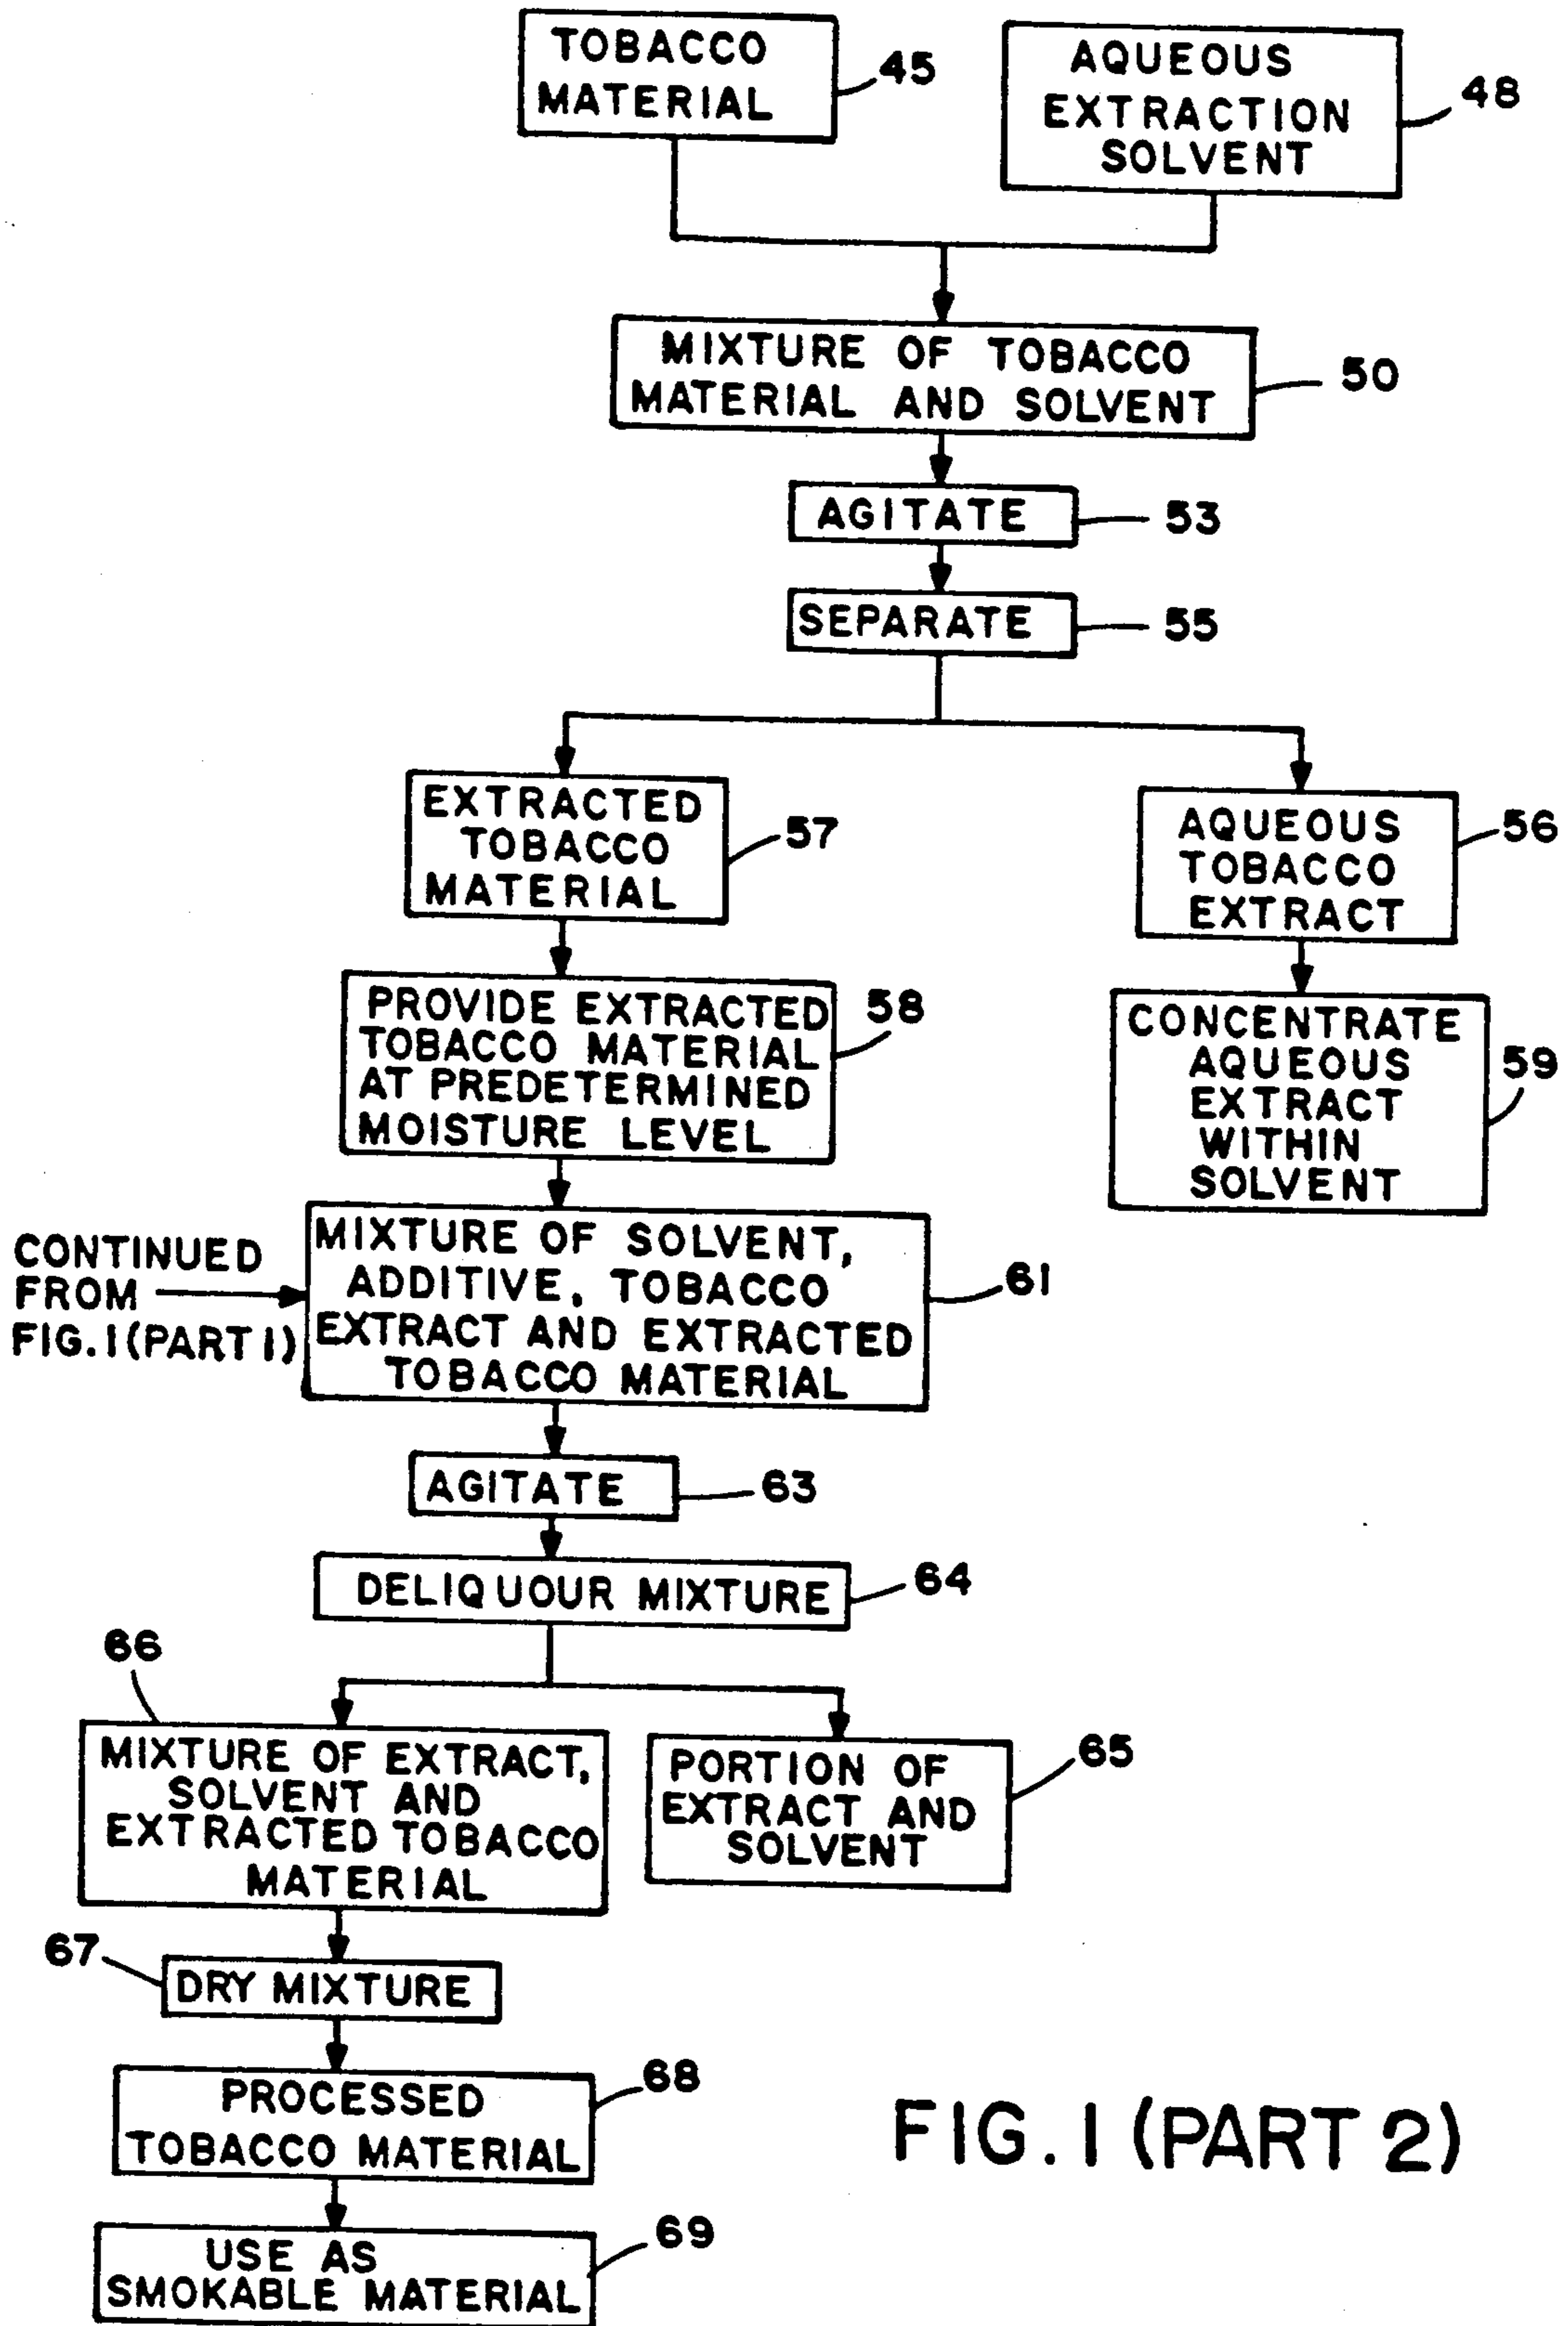 TOBACCO
MATERIAL
45
AQUEOUS
EXTRACTION
SOLVENT
48
MIXTURE OF TOBACCO
MATERIAL AND SOLVENT
50
AGITATE
53
SEPARATE
55
EXTRACTED
TOBACCO
MATERIAL
57
AQUEOUS
TOBACCO
EXTRACT
56
PROVIDE EXTRACTED
TOBACCO MATERIAL
AT PREDETERMINED
MOISTURE LEVEL
58
CONCENTRATE
AQUEOUS
EXTRACT
WITHIN
SOLVENT
59
CONTINUED
FROM
FIG. 1 (PART 1)
MIXTURE OF SOLVENT,
ADDITIVE, TOBACCO
EXTRACT AND EXTRACTED
TOBACCO MATERIAL
61
AGITATE
63
DELIQUOUR MIXTURE
64
66
MIXTURE OF EXTRACT,
SOLVENT AND
EXTRACTED TOBACCO
MATERIAL
PORTION OF
EXTRACT AND
SOLVENT
65
67
DRY MIXTURE
PROCESSED
TOBACCO MATERIAL
68
USE AS
SMOKABLE MATERIAL
69
FIG. 1 (PART 2)